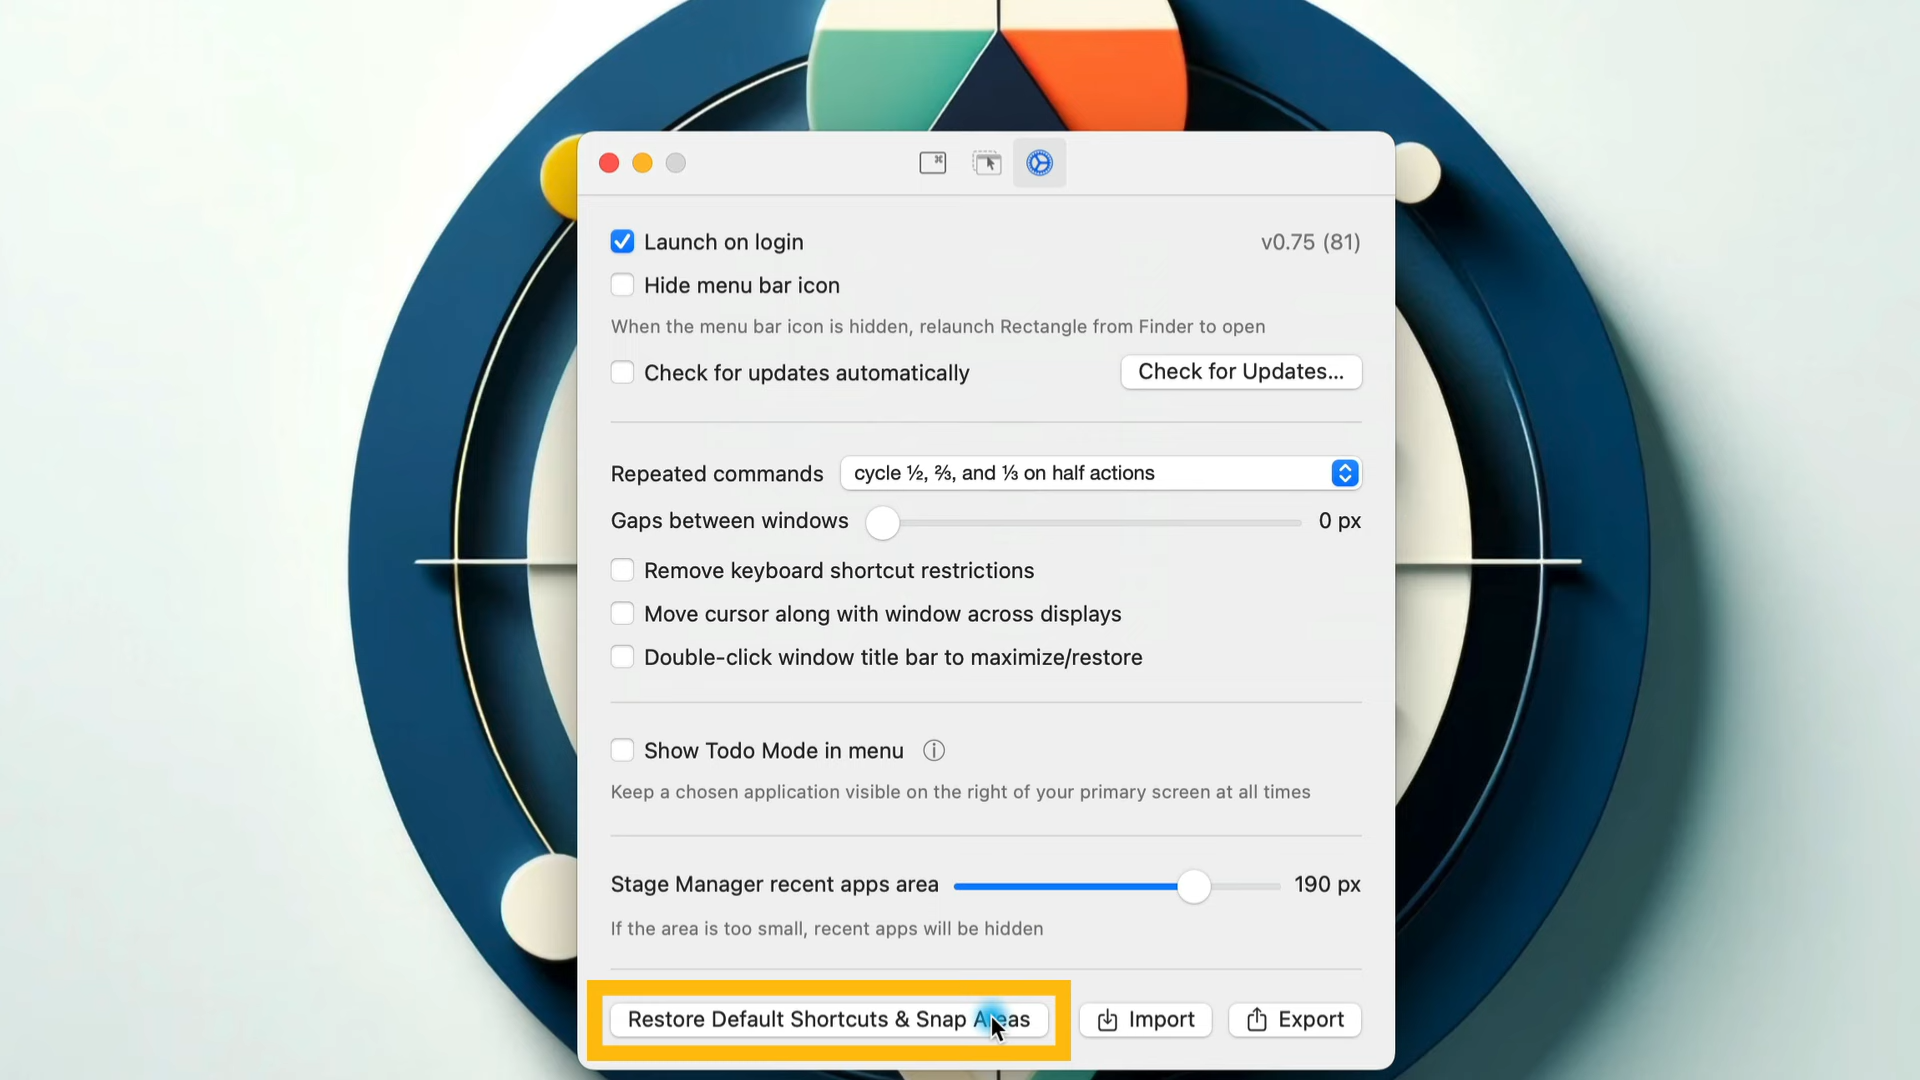 Launch on login
v0.75 (81)
Hide menu bar icon
When the menu bar icon is hidden, relaunch Rectangle from Finder to open
Check for updates automatically
Check for Updates...
Repeated commands
cycle ½, ⅔, and ⅓ on half actions
Gaps between windows
0 px
Remove keyboard shortcut restrictions
Move cursor along with window across displays
Double-click window title bar to maximize/restore
Show Todo Mode in menu
Keep a chosen application visible on the right of your primary screen at all times
Stage Manager recent apps area
190 px
If the area is too small, recent apps will be hidden
Restore Default Shortcuts & Snap Areas
Import
Export